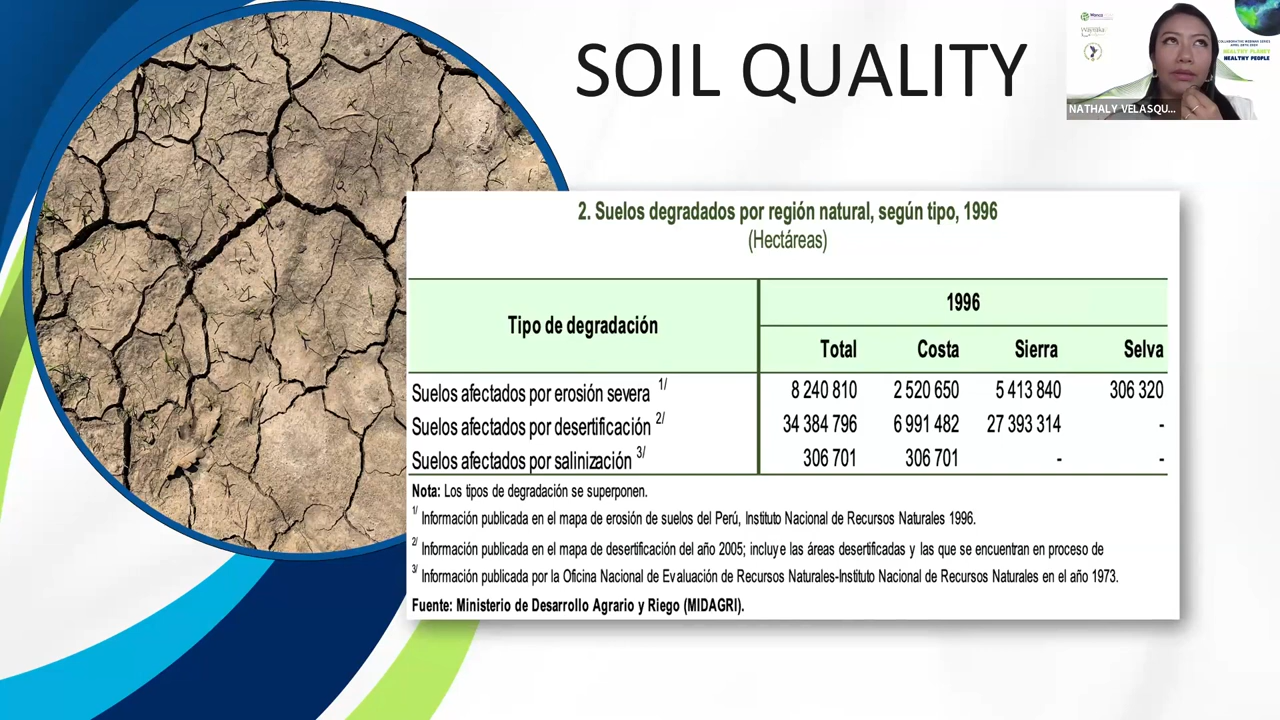 SOIL QUALITY
COLLABORATIVE WEBINAR SERIES
HEALTHY PLANET
HEALTHY PEOPLE
NATHALY VELASQU...
2. Suelos degradados por región natural, según tipo, 1996
(Hectáreas)
Tipo de degradación
1996
Total Costa Sierra Selva
Suelos afectados por erosión severa 1/ 8 240 810 2 520 650 5 413 840 306 320
Suelos afectados por desertificación 2/ 34 384 796 6 991 482 27 393 314 -
Suelos afectados por salinización 3/ 306 701 306 701 - -
Nota: Los tipos de degradación se superponen.
1/ Información publicada en el mapa de erosión de suelos del Perú, Instituto Nacional de Recursos Naturales 1996.
2/ Información publicada en el mapa de desertificación del año 2005; incluye las áreas desertificadas y las que se encuentran en proceso de
3/ Información publicada por la Oficina Nacional de Evaluación de Recursos Naturales-Instituto Nacional de Recursos Naturales en el año 1973.
Fuente: Ministerio de Desarrollo Agrario y Riego (MIDAGRI).